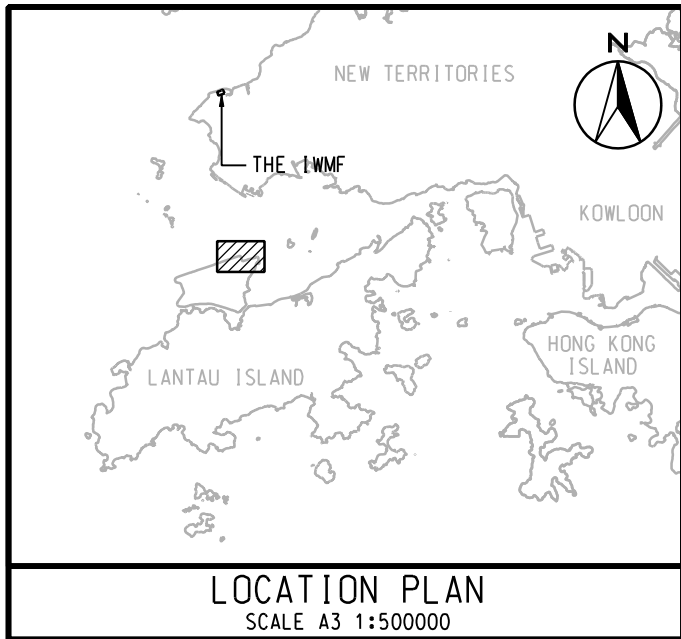 N
NEW TERRITORIES
THE IWMF
KOWLOON
HONG KONG
ISLAND
LANTAU ISLAND
LOCATION PLAN
SCALE A3 1:500000